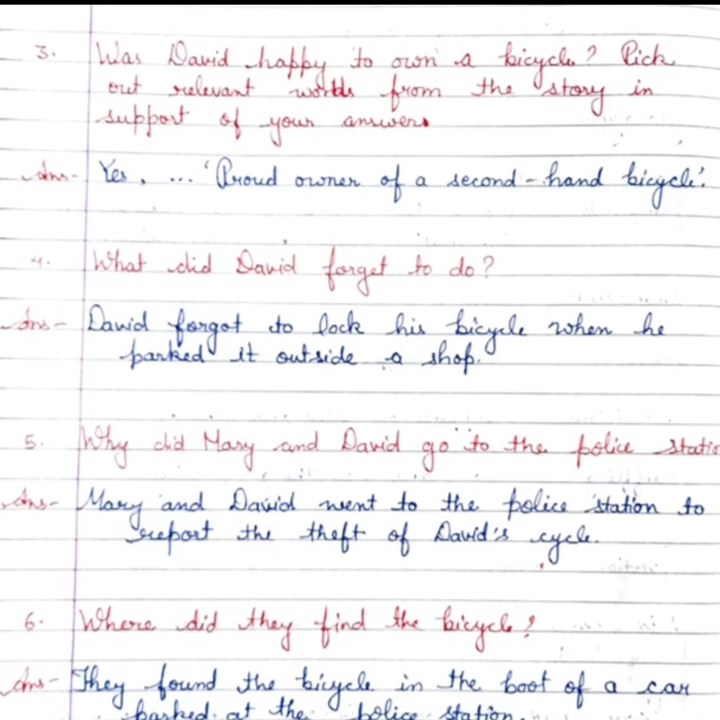 3. Was David happy to own a bicycle? Pick
out relevant words from the story in
support of your answers
Ans- Yes, ... 'Proud owner of a second-hand bicycle'.
4. What did David forget to do?
Ans- David forgot to lock his bicycle when he
parked it outside a shop.
5. Why did Mary and David go to the police statio
Ans- Mary and David went to the police station to
report the theft of David's cycle.
6. Where did they find the bicycle?
Ans- They found the bicycle in the boot of a car
parked at the police station.